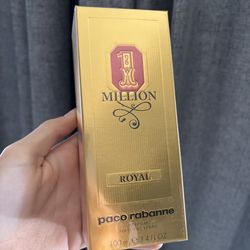 1
MILLION
ROYAL
paco rabanne
100 ml ℮ 3.4 FL.OZ.